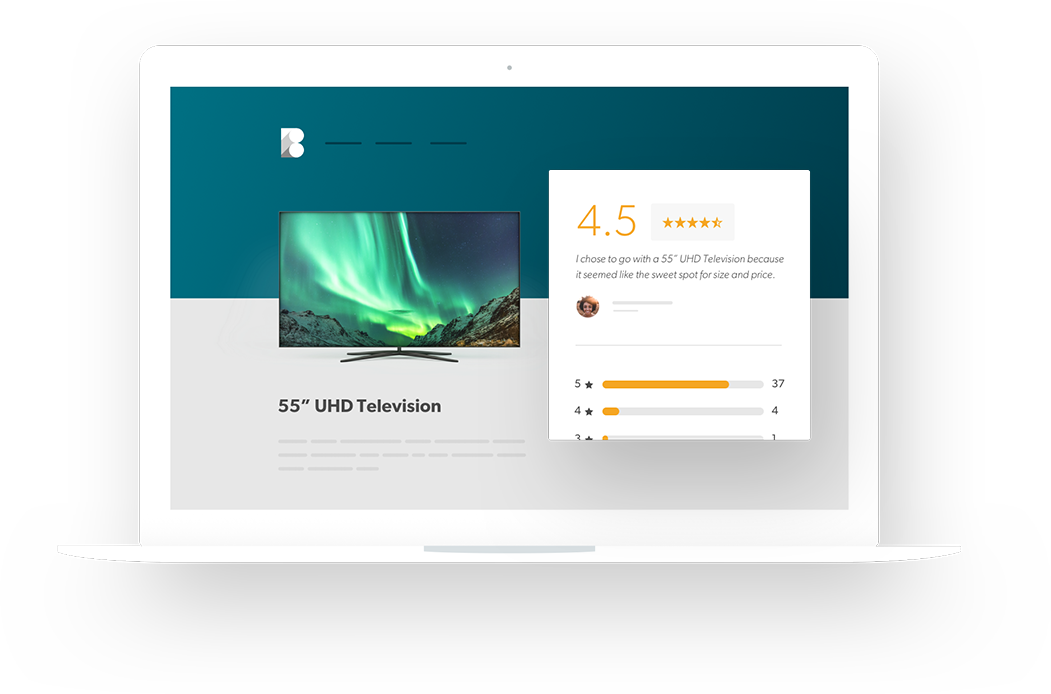 B
4.5
I chose to go with a 55” UHD Television because
it seemed like the sweet spot for size and price.
5 ★ 37
4 ★ 4
3 ★ 1
55” UHD Television